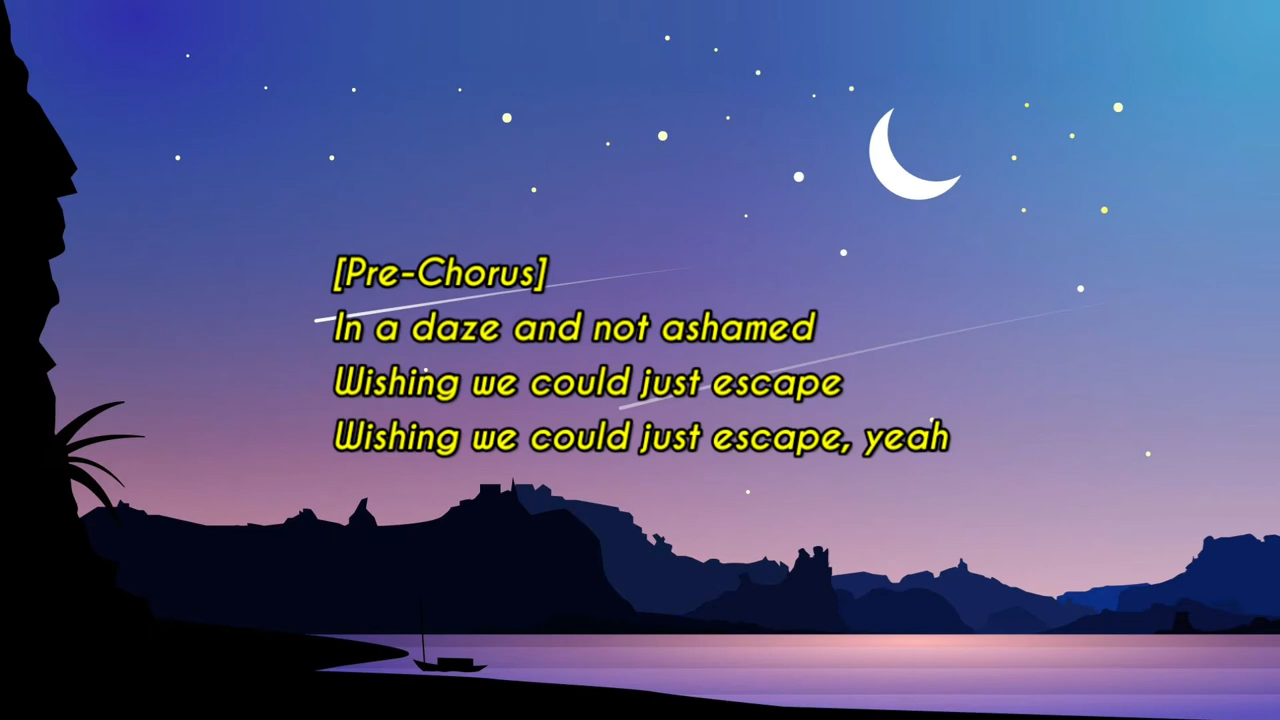 [Pre-Chorus]
In a daze and not ashamed
Wishing we could just escape
Wishing we could just escape, yeah